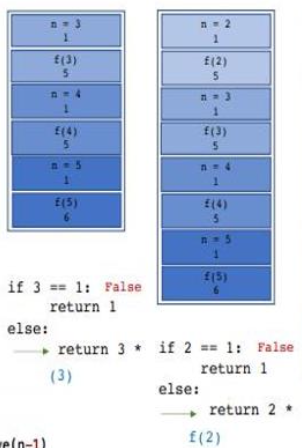 n = 3
1
f(3)
5
n = 4
1
f(4)
5
n = 5
1
f(5)
6
if 3 == 1: False
return 1
else:
return 3 *
(3)
n = 2
1
f(2)
5
n = 3
1
f(3)
5
n = 4
1
f(4)
5
n = 5
1
f(5)
6
if 2 == 1: False
return 1
else:
return 2 *
f(2)
ve(n-1)